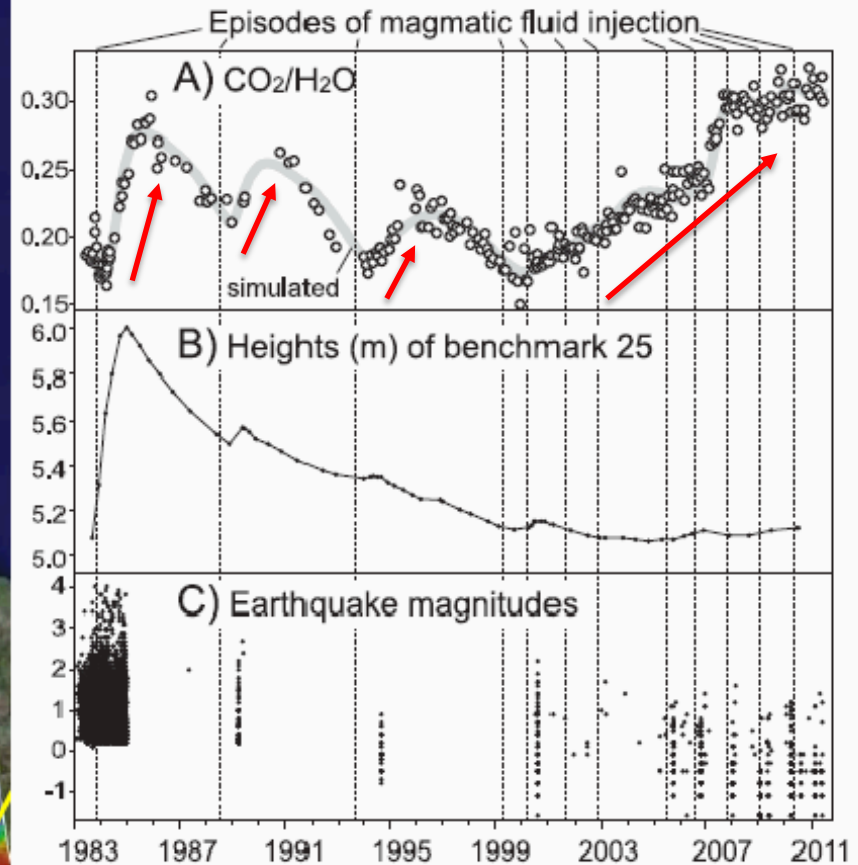 Episodes of magmatic fluid injection
A) CO₂/H₂O
0.30
0.25
0.20
0.15
simulated
B) Heights (m) of benchmark 25
6.0
5.8
5.6
5.4
5.2
5.0
C) Earthquake magnitudes
4
3
2
1
0
-1
1983 1987 1991 1995 1999 2003 2007 2011